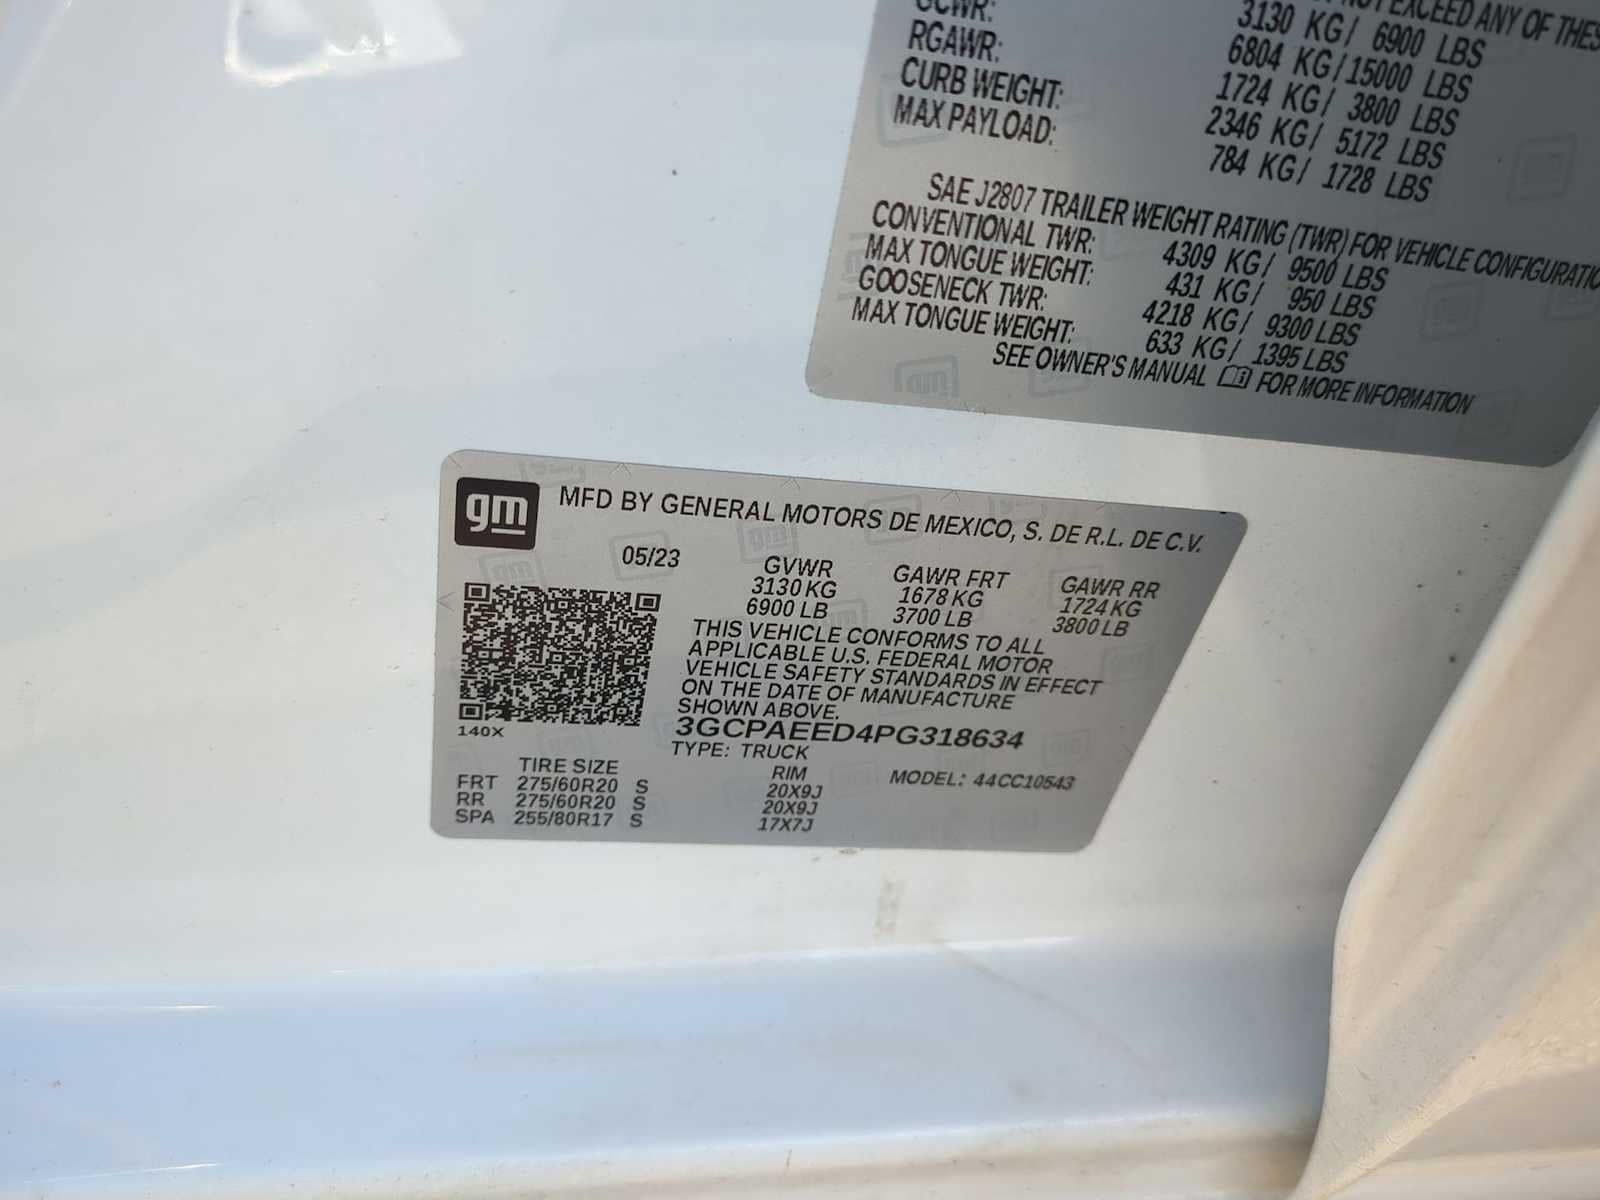 NOT EXCEED ANY OF THES
GCWR: 3130 KG/ 6900 LBS
RGAWR: 6804 KG/15000 LBS
CURB WEIGHT: 1724 KG/ 3800 LBS
MAX PAYLOAD: 2346 KG/ 5172 LBS
784 KG/ 1728 LBS
SAE J2807 TRAILER WEIGHT RATING (TWR) FOR VEHICLE CONFIGURATIO
CONVENTIONAL TWR: 4309 KG/ 9500 LBS
MAX TONGUE WEIGHT: 431 KG/ 950 LBS
GOOSENECK TWR: 4218 KG/ 9300 LBS
MAX TONGUE WEIGHT: 633 KG/ 1395 LBS
SEE OWNER'S MANUAL FOR MORE INFORMATION
gm MFD BY GENERAL MOTORS DE MEXICO, S. DE R.L. DE C.V.
05/23 GVWR GAWR FRT GAWR RR
3130 KG 1678 KG 1724 KG
6900 LB 3700 LB 3800 LB
THIS VEHICLE CONFORMS TO ALL
APPLICABLE U.S. FEDERAL MOTOR
VEHICLE SAFETY STANDARDS IN EFFECT
ON THE DATE OF MANUFACTURE
SHOWN ABOVE.
140X 3GCPAEED4PG318634
TYPE: TRUCK
TIRE SIZE RIM MODEL: 44CC10543
FRT 275/60R20 S 20X9J
RR 275/60R20 S 20X9J
SPA 255/80R17 S 17X7J